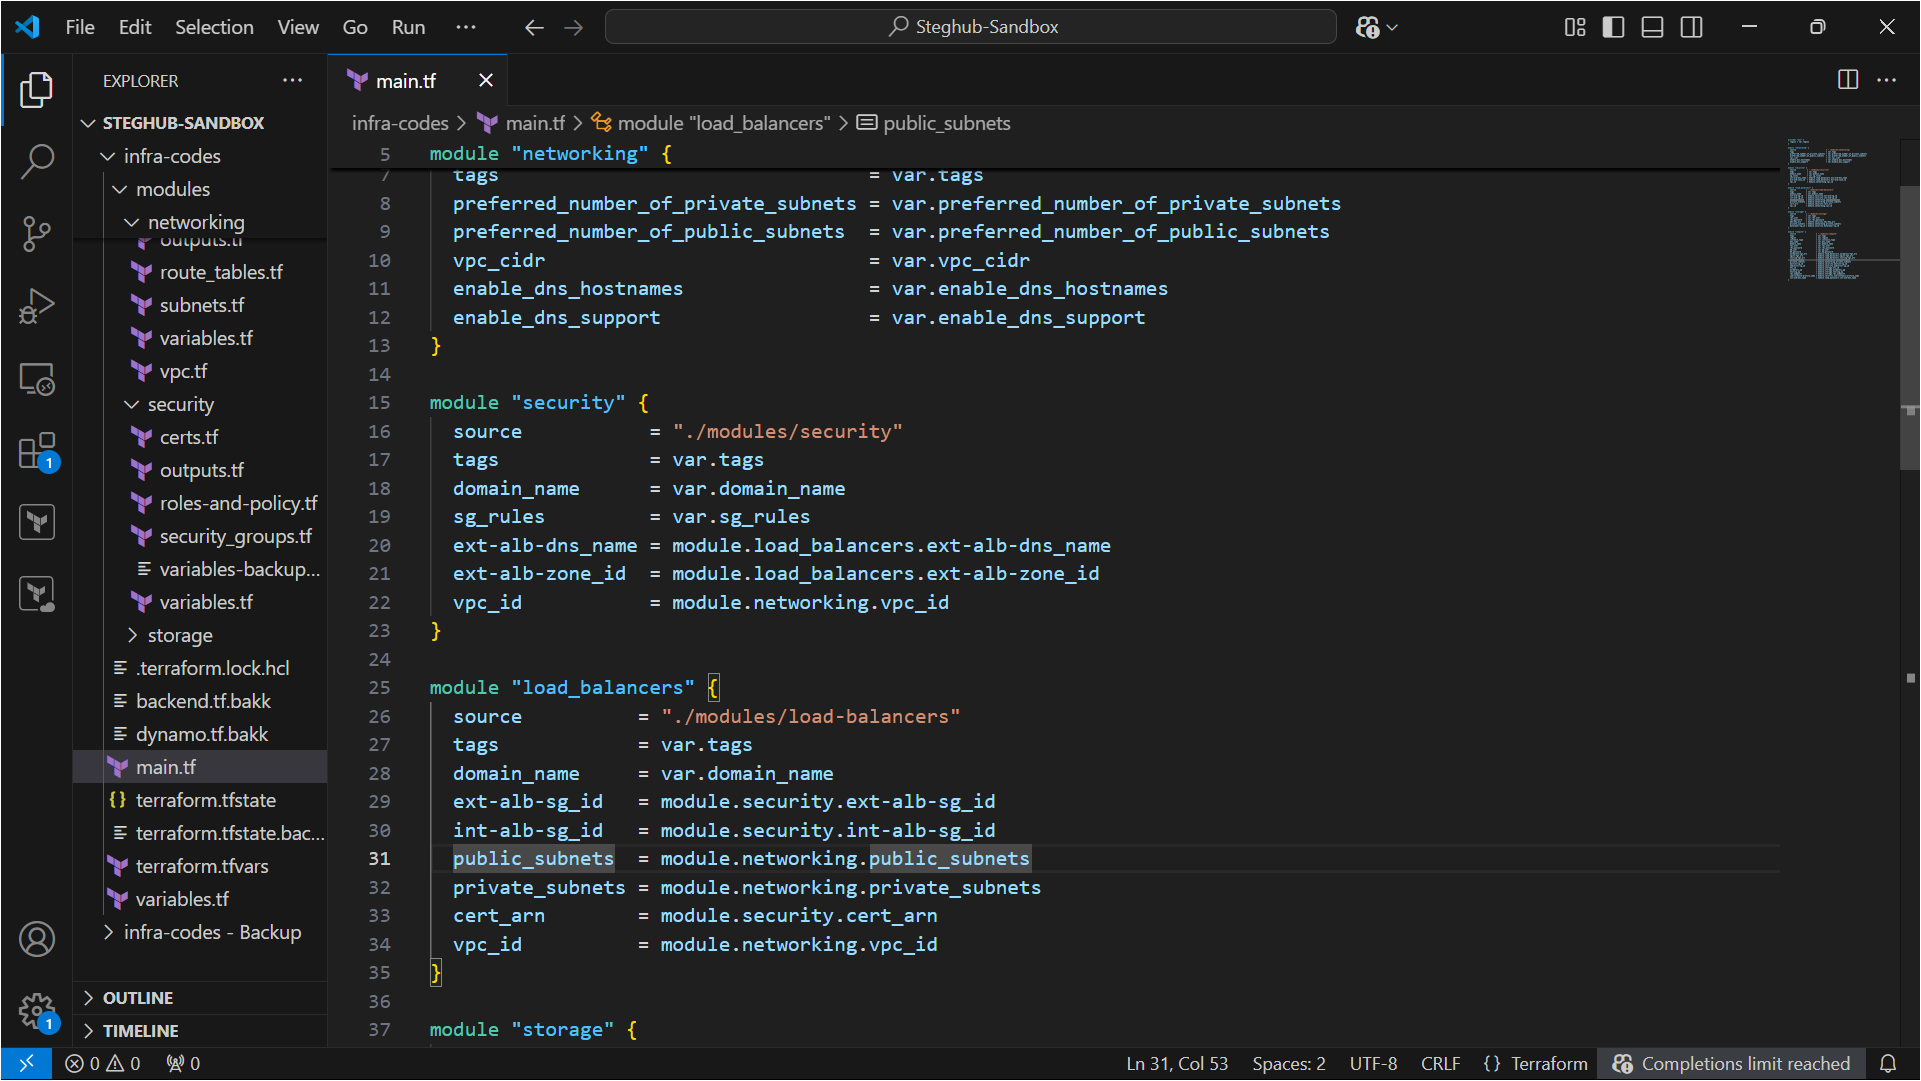 File Edit Selection View Go Run ··· Steghub-Sandbox
EXPLORER ···
STEGHUB-SANDBOX
infra-codes
modules
networking
outputs.tf
route_tables.tf
subnets.tf
variables.tf
vpc.tf
security
certs.tf
outputs.tf
roles-and-policy.tf
security_groups.tf
variables-backup...
variables.tf
storage
.terraform.lock.hcl
backend.tf.bakk
dynamo.tf.bakk
main.tf
{} terraform.tfstate
terraform.tfstate.bac...
terraform.tfvars
variables.tf
infra-codes - Backup
OUTLINE
TIMELINE
1
1
main.tf
infra-codes > main.tf > module "load_balancers" > public_subnets
5 module "networking" {
7 tags = var.tags
8 preferred_number_of_private_subnets = var.preferred_number_of_private_subnets
9 preferred_number_of_public_subnets = var.preferred_number_of_public_subnets
10 vpc_cidr = var.vpc_cidr
11 enable_dns_hostnames = var.enable_dns_hostnames
12 enable_dns_support = var.enable_dns_support
13 }
14
15 module "security" {
16 source = "./modules/security"
17 tags = var.tags
18 domain_name = var.domain_name
19 sg_rules = var.sg_rules
20 ext-alb-dns_name = module.load_balancers.ext-alb-dns_name
21 ext-alb-zone_id = module.load_balancers.ext-alb-zone_id
22 vpc_id = module.networking.vpc_id
23 }
24
25 module "load_balancers" {
26 source = "./modules/load-balancers"
27 tags = var.tags
28 domain_name = var.domain_name
29 ext-alb-sg_id = module.security.ext-alb-sg_id
30 int-alb-sg_id = module.security.int-alb-sg_id
31 public_subnets = module.networking.public_subnets
32 private_subnets = module.networking.private_subnets
33 cert_arn = module.security.cert_arn
34 vpc_id = module.networking.vpc_id
35 }
36
37 module "storage" {
0 0 0 Ln 31, Col 53 Spaces: 2 UTF-8 CRLF {} Terraform Completions limit reached